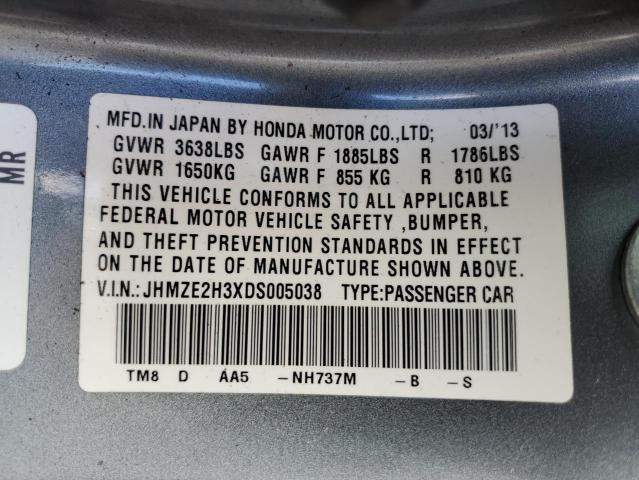 MR
MFD.IN JAPAN BY HONDA MOTOR CO.,LTD; 03/'13
GVWR 3638LBS GAWR F 1885LBS R 1786LBS
GVWR 1650KG GAWR F 855 KG R 810 KG
THIS VEHICLE CONFORMS TO ALL APPLICABLE
FEDERAL MOTOR VEHICLE SAFETY ,BUMPER,
AND THEFT PREVENTION STANDARDS IN EFFECT
ON THE DATE OF MANUFACTURE SHOWN ABOVE.
V.I.N.: JHMZE2H3XDS005038 TYPE:PASSENGER CAR
TM8 D AA5 -NH737M -B -S